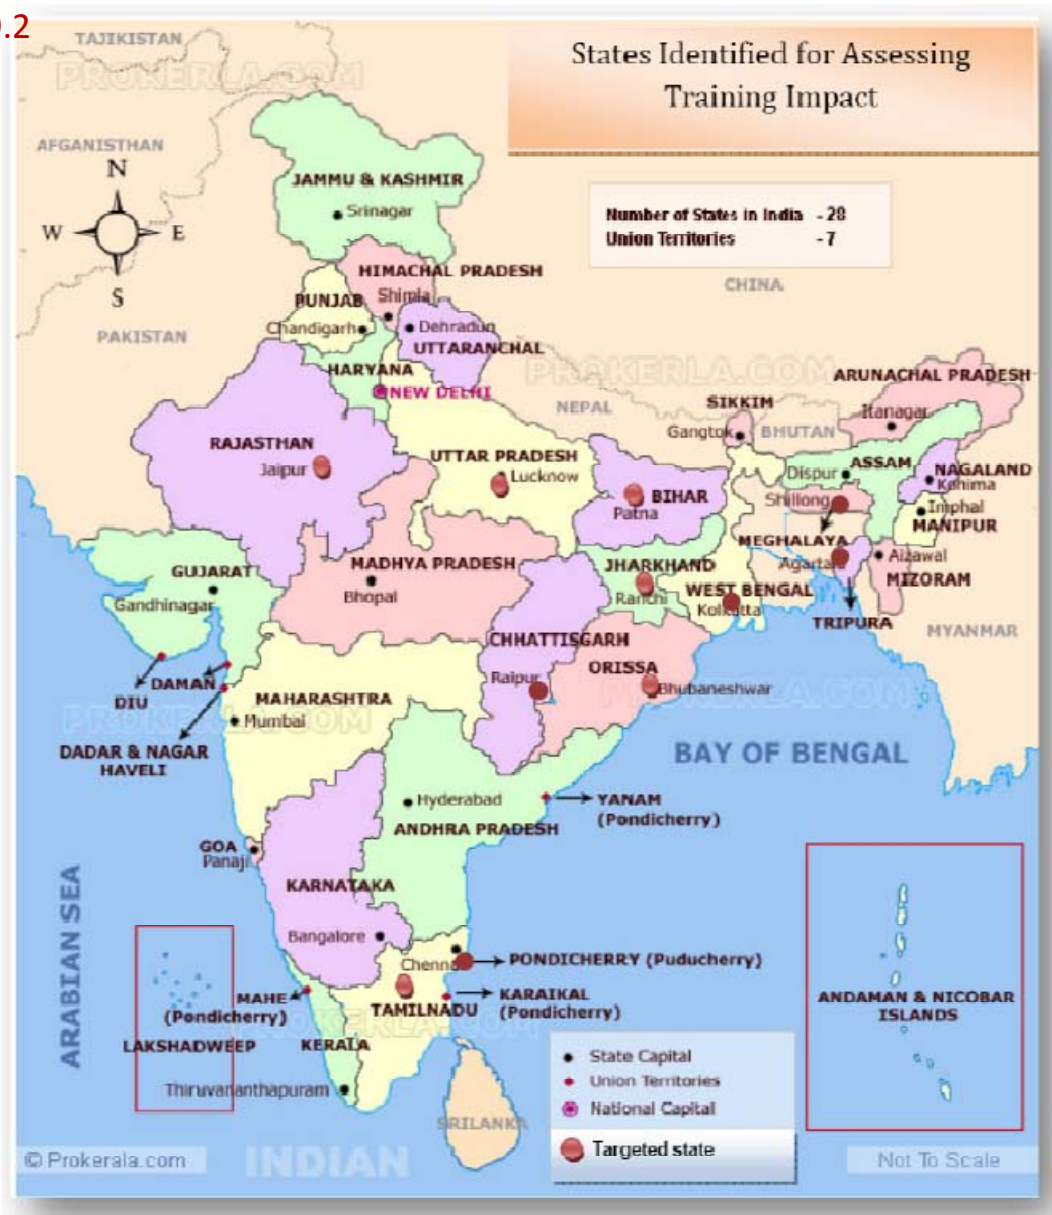 .2
TAJIKISTAN
PROKERLA.COM
States Identified for Assessing
Training Impact
AFGANISTHAN
N
W
E
S
JAMMU & KASHMIR
Srinagar
Number of States in India - 28
Union Territories - 7
CHINA
HIMACHAL PRADESH
Shimla
PUNJAB
Chandigarh
Dehradun
UTTARANCHAL
PAKISTAN
HARYANA
NEW DELHI
PROKERLA.COM
ARUNACHAL PRADESH
Itanagar
NEPAL
SIKKIM
Gangtok
BHUTAN
RAJASTHAN
Jaipur
UTTAR PRADESH
Lucknow
BIHAR
Patna
Dispur
ASSAM
NAGALAND
Kohima
Shillong
Imphal
MANIPUR
MEGHALAYA
Agartala
Aizawal
MIZORAM
TRIPURA
MYANMAR
GUJARAT
Gandhinagar
MADHYA PRADESH
Bhopal
JHARKHAND
Ranchi
WEST BENGAL
Kolkatta
CHHATTISGARH
Raipur
ORISSA
Bhubaneshwar
DAMAN
DIU
MAHARASHTRA
Mumbai
PROKERLA.COM
PROKERLA.COM
DADAR & NAGAR
HAVELI
BAY OF BENGAL
Hyderabad
ANDHRA PRADESH
YANAM
(Pondicherry)
GOA
Panaji
KARNATAKA
Bangalore
ARABIAN SEA
Chennai
PONDICHERRY (Puducherry)
MAHE
(Pondicherry)
TAMILNADU
KARAIKAL
(Pondicherry)
PROKERLA.COM
ANDAMAN & NICOBAR
ISLANDS
LAKSHADWEEP
KERALA
Thiruvananthapuram
SRILANKA
State Capital
Union Territories
National Capital
Targeted state
© Prokerala.com
INDIAN
Not To Scale